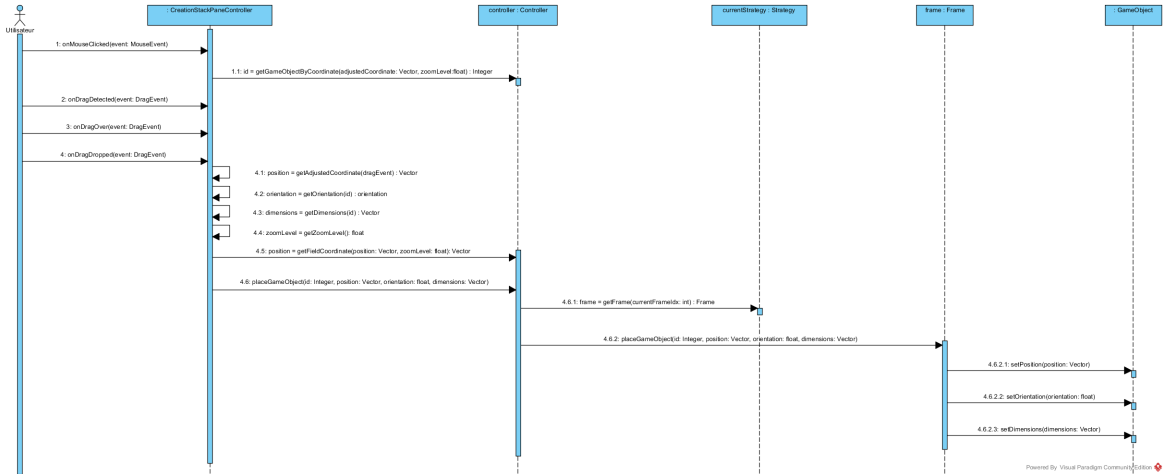 : CreationStackPaneController
controller : Controller
currentStrategy : Strategy
frame : Frame
: GameObject
Utilisateur
1: onMouseClicked(event: MouseEvent)
1.1: id = getGameObjectByCoordinate(adjustedCoordinate: Vector, zoomLevel:float) : Integer
2: onDragDetected(event: DragEvent)
3: onDragOver(event: DragEvent)
4: onDragDropped(event: DragEvent)
4.1: position = getAdjustedCoordinate(dragEvent) : Vector
4.2: orientation = getOrientation(id) : orientation
4.3: dimensions = getDimensions(id) : Vector
4.4: zoomLevel = getZoomLevel(): float
4.5: position = getFieldCoordinate(position: Vector, zoomLevel: float): Vector
4.6: placeGameObject(id: Integer, position: Vector, orientation: float, dimensions: Vector)
4.6.1: frame = getFrame(currentFrameIdx: int) : Frame
4.6.2: placeGameObject(id: Integer, position: Vector, orientation: float, dimensions: Vector)
4.6.2.1: setPosition(position: Vector)
4.6.2.2: setOrientation(orientation: float)
4.6.2.3: setDimensions(dimensions: Vector)
Powered By Visual Paradigm Community Edition